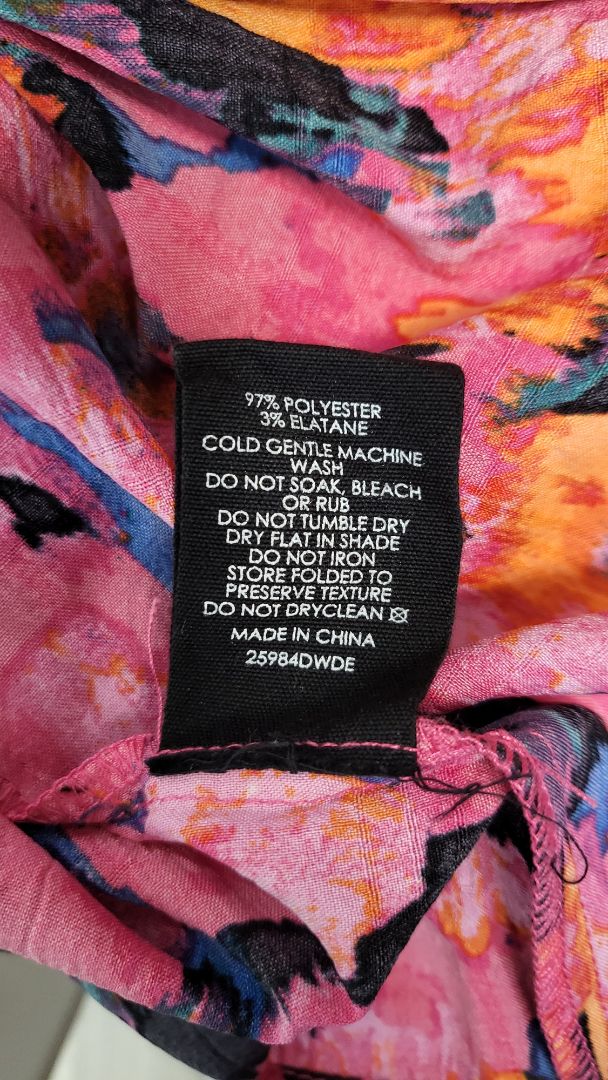 97% POLYESTER
3% ELATANE
COLD GENTLE MACHINE
WASH
DO NOT SOAK, BLEACH
OR RUB
DO NOT TUMBLE DRY
DRY FLAT IN SHADE
DO NOT IRON
STORE FOLDED TO
PRESERVE TEXTURE
DO NOT DRYCLEAN
MADE IN CHINA
25984DWDE